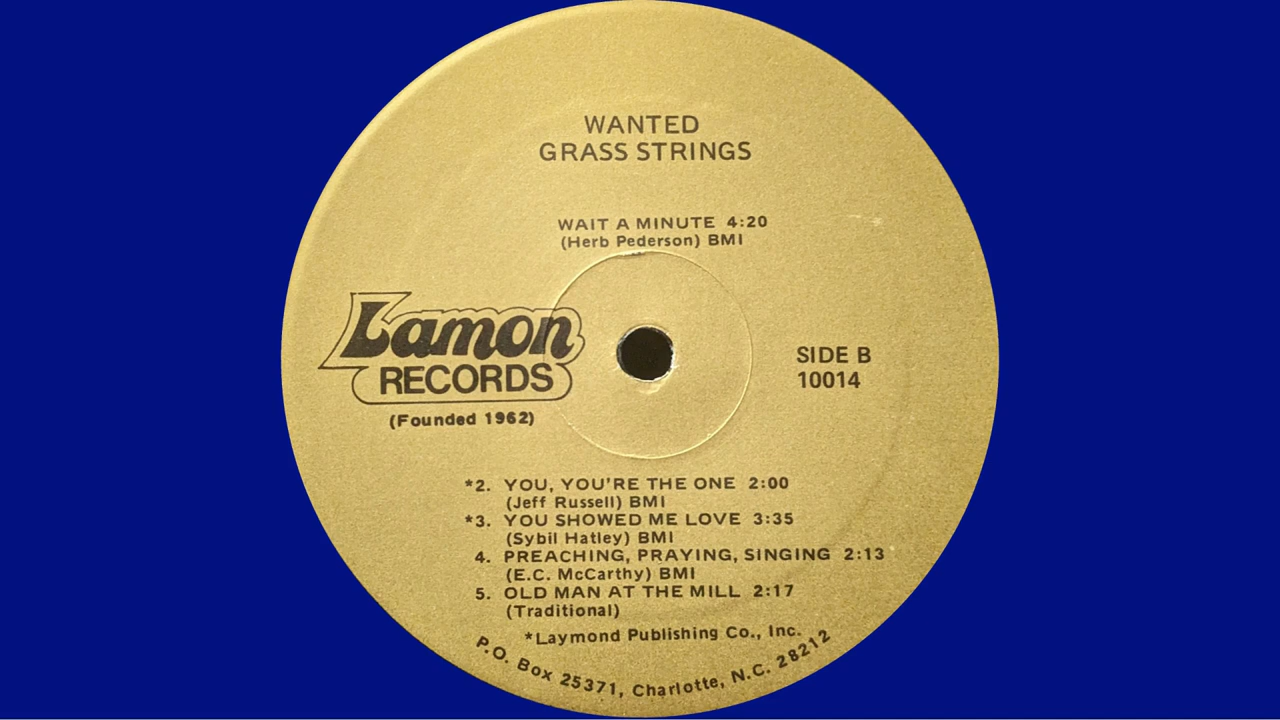 WANTED
GRASS STRINGS
WAIT A MINUTE 4:20
(Herb Pederson) BMI
Lamon
RECORDS
(Founded 1962)
SIDE B
10014
*2. YOU, YOU'RE THE ONE 2:00
(Jeff Russell) BMI
*3. YOU SHOWED ME LOVE 3:35
(Sybil Hatley) BMI
4. PREACHING, PRAYING, SINGING 2:13
(E.C. McCarthy) BMI
5. OLD MAN AT THE MILL 2:17
(Traditional)
*Laymond Publishing Co., Inc.
P.O. Box 25371, Charlotte, N.C. 28212